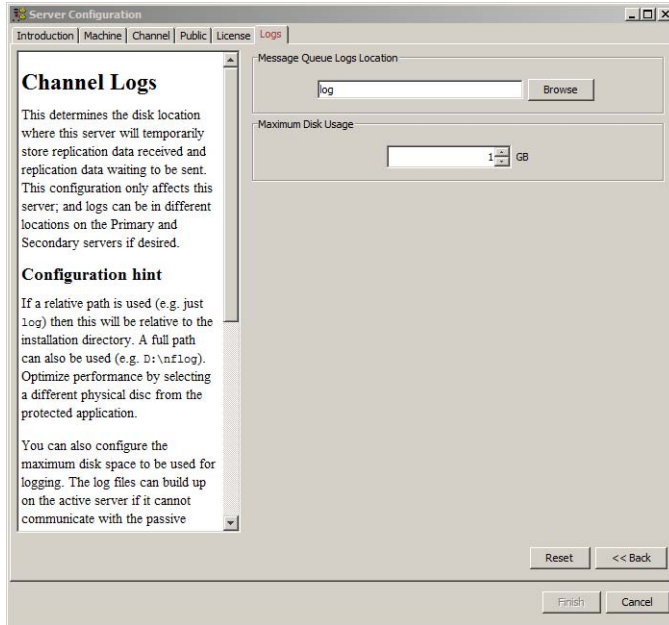 Server Configuration
Introduction Machine Channel Public License Logs
Channel Logs
This determines the disk location
where this server will temporarily
store replication data received and
replication data waiting to be sent.
This configuration only affects this
server; and logs can be in different
locations on the Primary and
Secondary servers if desired.
Configuration hint
If a relative path is used (e.g. just
log) then this will be relative to the
installation directory. A full path
can also be used (e.g. D:\nflog).
Optimize performance by selecting
a different physical disc from the
protected application.
You can also configure the
maximum disk space to be used for
logging. The log files can build up
on the active server if it cannot
communicate with the passive
Message Queue Logs Location
log Browse
Maximum Disk Usage
1 GB
Reset << Back
Finish Cancel